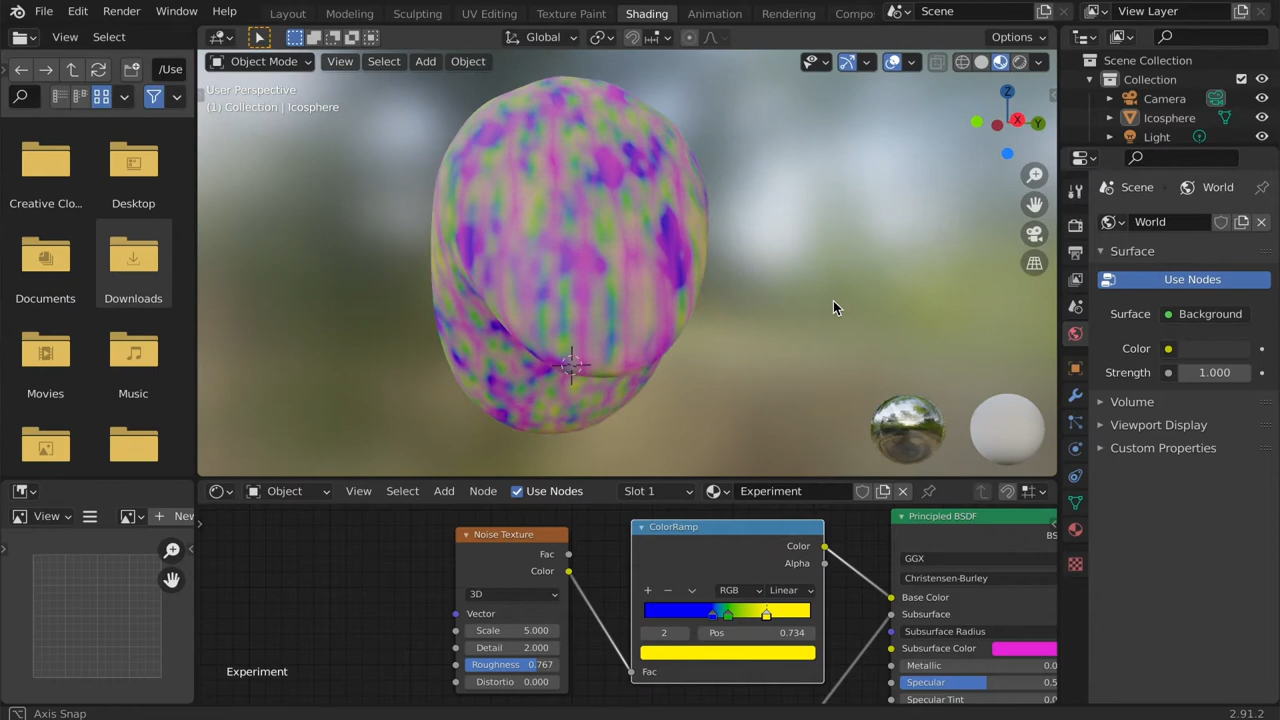 File Edit Render Window Help Layout Modeling Sculpting UV Editing Texture Paint Shading Animation Rendering Compo Scene View Layer
View Select Global Options
Object Mode View Select Add Object
/Use
User Perspective
(1) Collection | Icosphere
Z
X
Y
Scene Collection
Collection
Camera
Icosphere
Light
Scene World
World
Surface
Use Nodes
Surface Background
Color
Strength 1.000
Volume
Viewport Display
Custom Properties
Creative Clo... Desktop
Documents Downloads
Movies Music
View New
Object View Select Add Node Use Nodes Slot 1 Experiment
Noise Texture
Fac
Color
3D
Vector
Scale 5.000
Detail 2.000
Roughness 0.767
Distortio 0.000
ColorRamp
Color
Alpha
RGB Linear
2 Pos 0.734
Fac
Principled BSDF
BS
GGX
Christensen-Burley
Base Color
Subsurface
Subsurface Radius
Subsurface Color
Metallic 0.0
Specular 0.5
Specular Tint 0.0
Experiment
Axis Snap
2.91.2